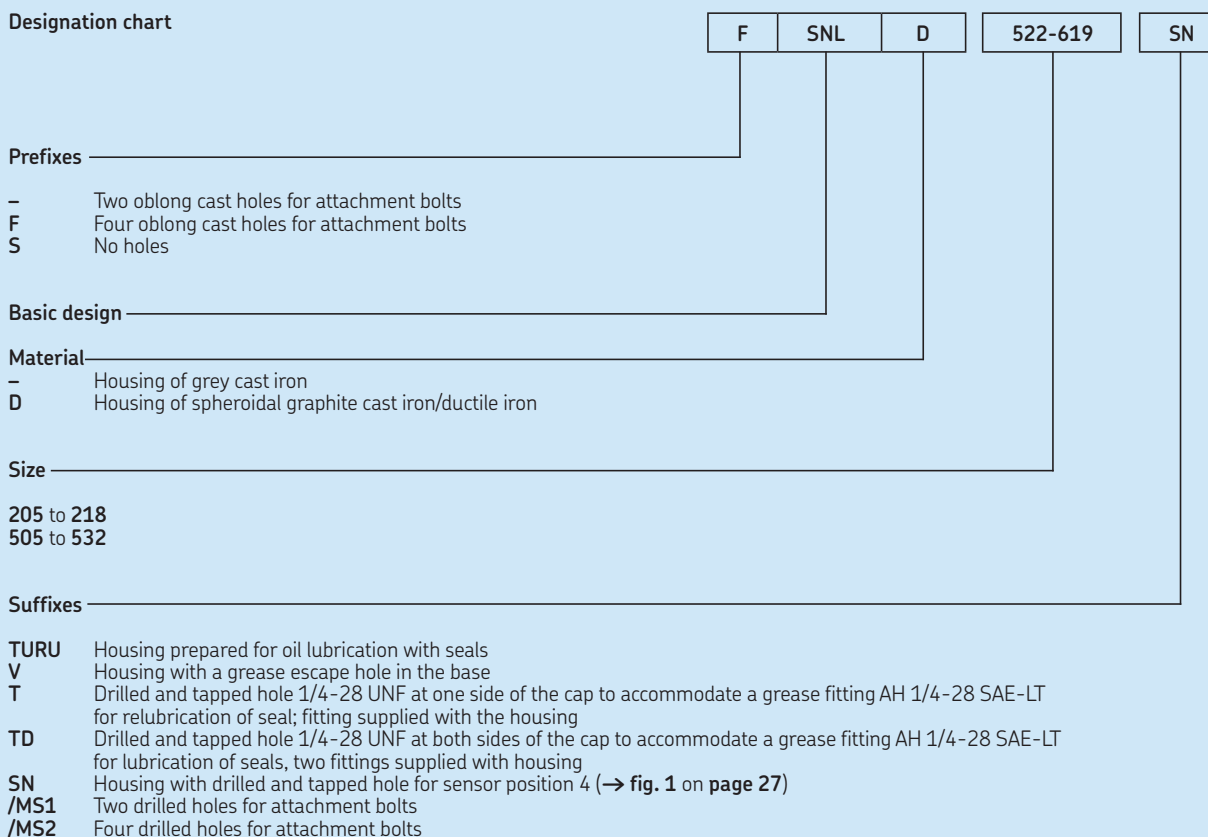 Designation chart
F SNL D 522-619 SN
Prefixes
– Two oblong cast holes for attachment bolts
F Four oblong cast holes for attachment bolts
S No holes
Basic design
Material
– Housing of grey cast iron
D Housing of spheroidal graphite cast iron/ductile iron
Size
205 to 218
505 to 532
Suffixes
TURU Housing prepared for oil lubrication with seals
V Housing with a grease escape hole in the base
T Drilled and tapped hole 1/4-28 UNF at one side of the cap to accommodate a grease fitting AH 1/4-28 SAE-LT
for relubrication of seal; fitting supplied with the housing
TD Drilled and tapped hole 1/4-28 UNF at both sides of the cap to accommodate a grease fitting AH 1/4-28 SAE-LT
for lubrication of seals, two fittings supplied with housing
SN Housing with drilled and tapped hole for sensor position 4 (→ fig. 1 on page 27)
/MS1 Two drilled holes for attachment bolts
/MS2 Four drilled holes for attachment bolts